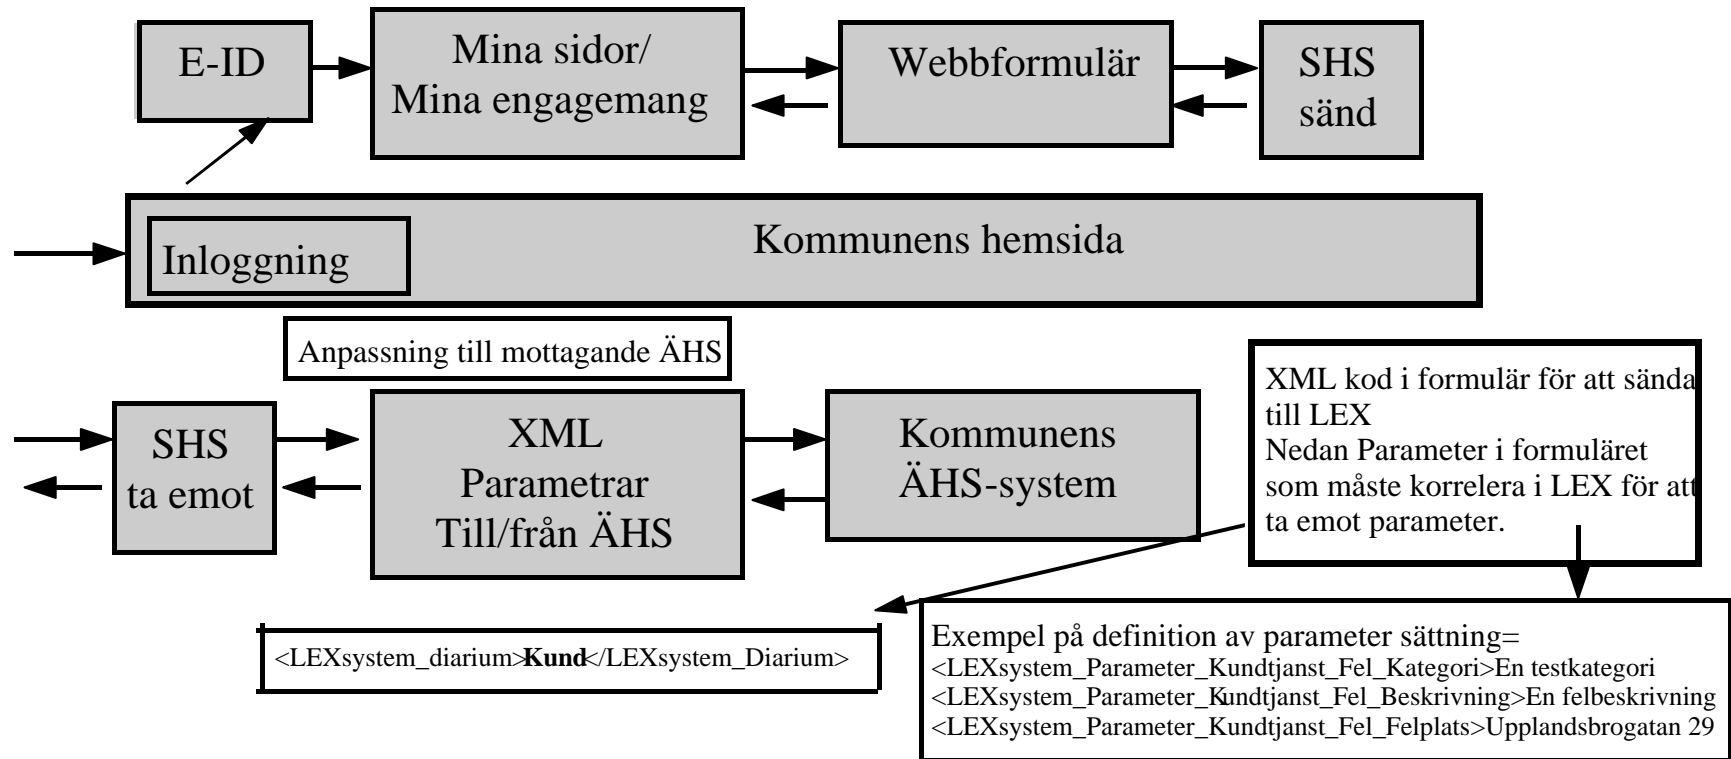 E-ID
Mina sidor/
Mina engagemang
Webbformulär
SHS
sänd
Inloggning
Kommunens hemsida
Anpassning till mottagande ÄHS
SHS
ta emot
XML
Parametrar
Till/från ÄHS
Kommunens
ÄHS-system
XML kod i formulär för att sända
till LEX
Nedan Parameter i formuläret
som måste korrelera i LEX för att
ta emot parameter.
<LEXsystem_diarium>Kund</LEXsystem_Diarium>
Exempel på definition av parameter sättning=
<LEXsystem_Parameter_Kundtjanst_Fel_Kategori>En testkategori
<LEXsystem_Parameter_Kundtjanst_Fel_Beskrivning>En felbeskrivning
<LEXsystem_Parameter_Kundtjanst_Fel_Felplats>Upplandsbrogatan 29